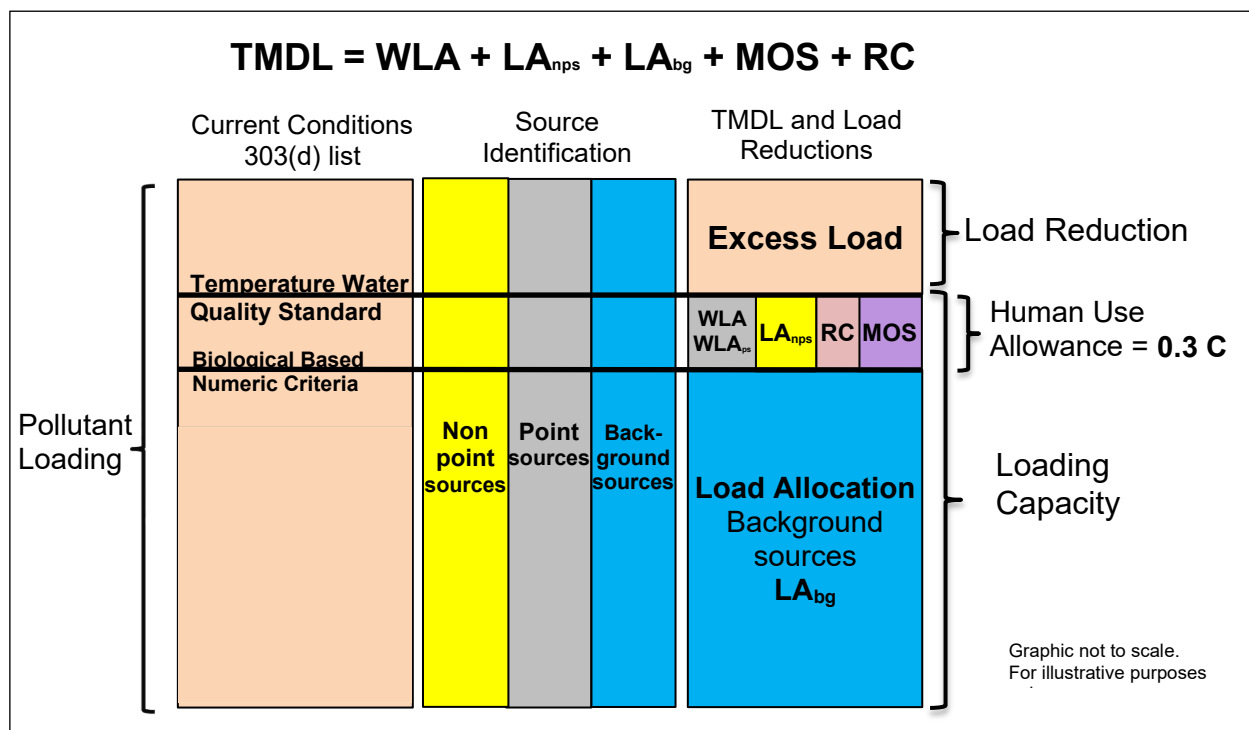 TMDL = WLA + LAnps + LAbg + MOS + RC
Current Conditions
303(d) list
Source
Identification
TMDL and Load
Reductions
Pollutant
Loading
Temperature Water
Quality Standard
Biological Based
Numeric Criteria
Non
point
sources
Point
sources
Back-
ground
sources
Excess Load
WLA
WLAps
LAnps
RC
MOS
Load Allocation
Background
sources
LAbg
Load Reduction
Human Use
Allowance = 0.3 C
Loading
Capacity
Graphic not to scale.
For illustrative purposes